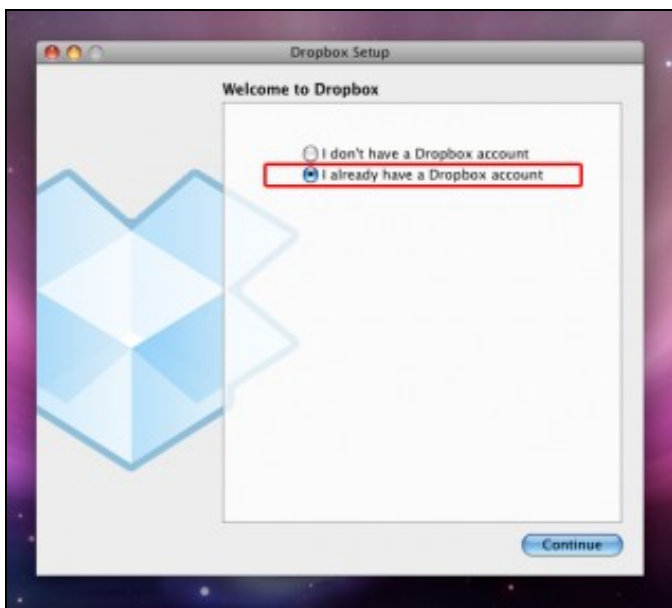 Dropbox Setup
Welcome to Dropbox
I don't have a Dropbox account
I already have a Dropbox account
Continue